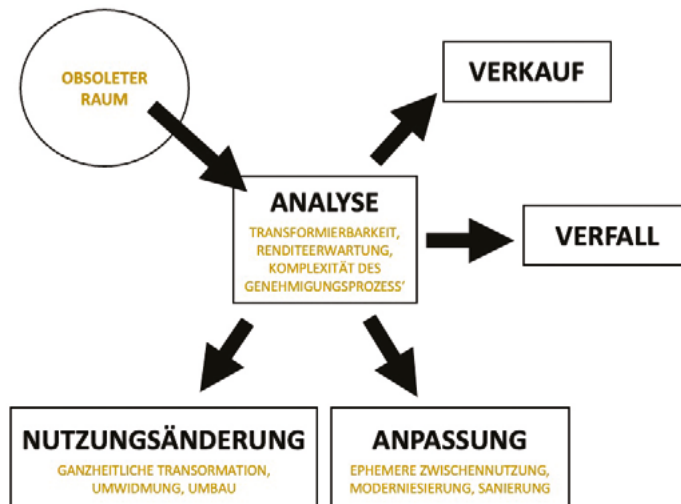 OBSOLETER
RAUM
VERKAUF
ANALYSE
TRANSFORMIERBARKEIT,
RENDITEERWARTUNG,
KOMPLEXITÄT DES
GENEHMIGUNGSPROZESS’
VERFALL
NUTZUNGSÄNDERUNG
GANZHEITLICHE TRANSORMATION,
UMWIDMUNG, UMBAU
ANPASSUNG
EPHEMERE ZWISCHENNUTZUNG,
MODERNIESIERUNG, SANIERUNG